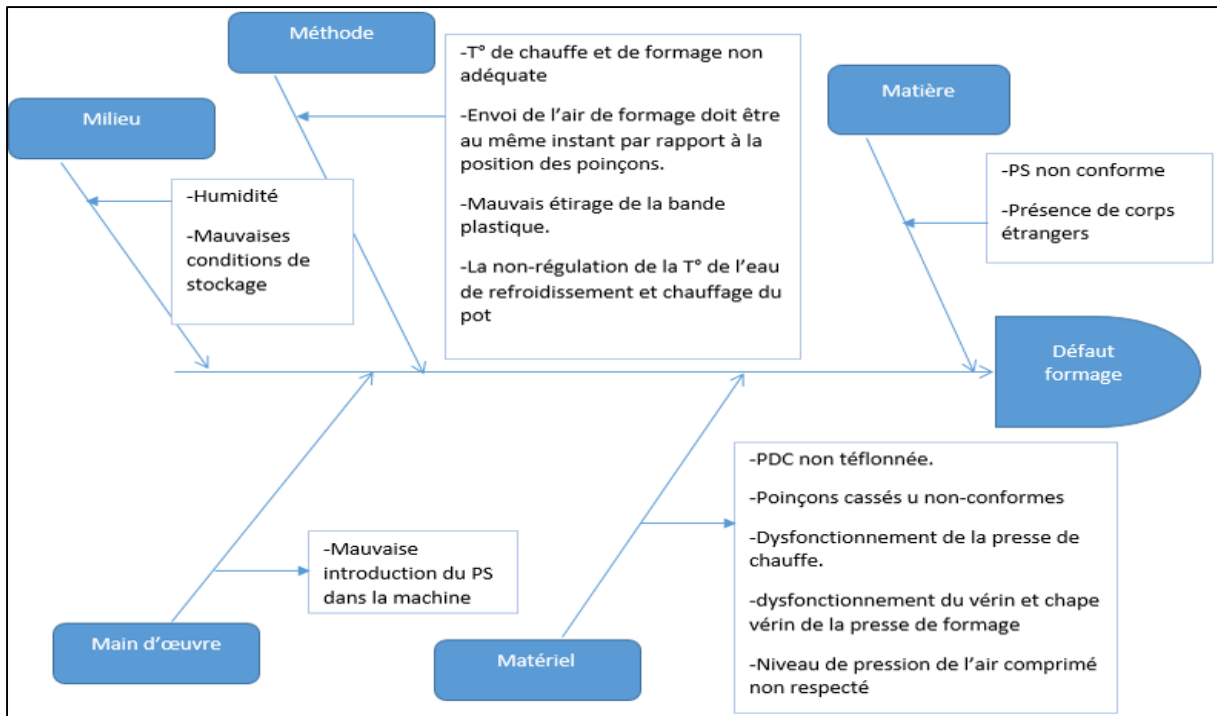 Méthode
-T° de chauffe et de formage non
adéquate
-Envoi de l'air de formage doit être
au même instant par rapport à la
position des poinçons.
-Mauvais étirage de la bande
plastique.
-La non-régulation de la T° de l'eau
de refroidissement et chauffage du
pot
Matière
-PS non conforme
-Présence de corps
étrangers
Milieu
-Humidité
-Mauvaises
conditions de
stockage
Défaut
formage
-Mauvaise
introduction du PS
dans la machine
Main d'œuvre
Matériel
-PDC non téflonnée.
-Poinçons cassés u non-conformes
-Dysfonctionnement de la presse de
chauffe.
-dysfonctionnement du vérin et chape
vérin de la presse de formage
-Niveau de pression de l'air comprimé
non respecté